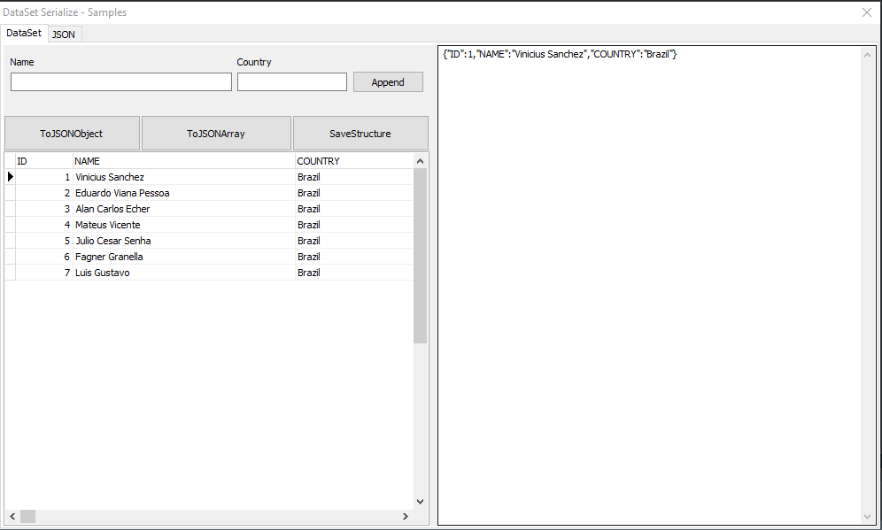 DataSet Serialize - Samples
DataSet JSON
Name Country
Append
ToJSONObject ToJSONArray SaveStructure
ID NAME COUNTRY
1 Vinicius Sanchez Brazil
2 Eduardo Viana Pessoa Brazil
3 Alan Carlos Echer Brazil
4 Mateus Vicente Brazil
5 Julio Cesar Senha Brazil
6 Fagner Granella Brazil
7 Luis Gustavo Brazil
{"ID":1,"NAME":"Vinicius Sanchez","COUNTRY":"Brazil"}